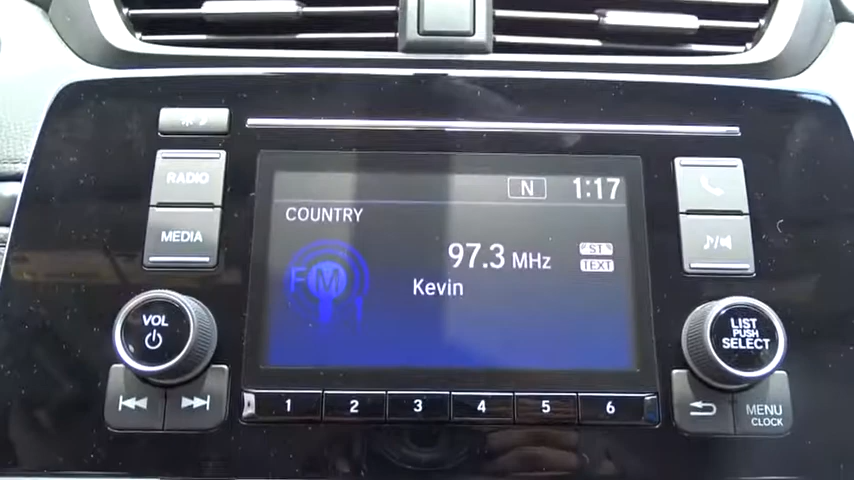 RADIO
MEDIA
VOL
N 1:17
COUNTRY
FM
97.3 MHz
ST
TEXT
Kevin
LIST
PUSH
SELECT
1 2 3 4 5 6
MENU
CLOCK